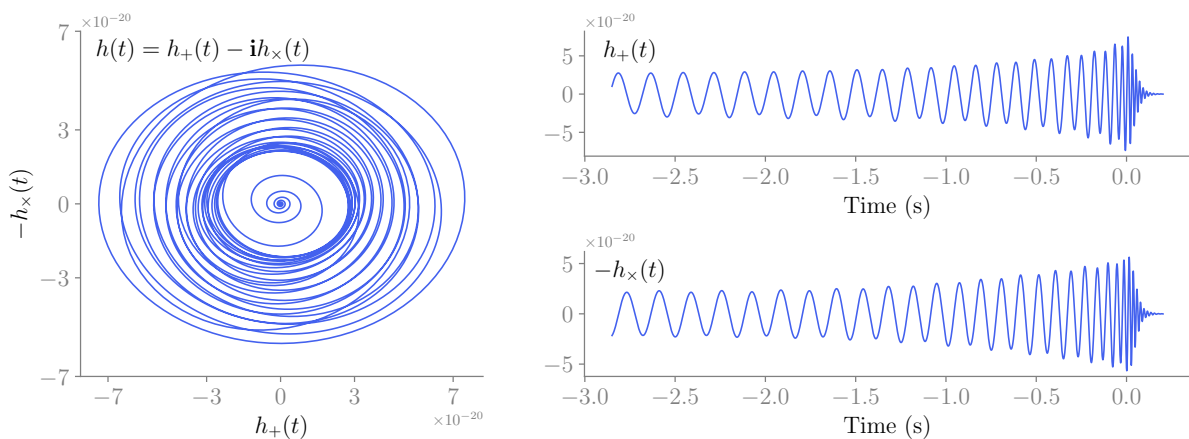 ×10⁻²⁰
h(t) = h₊(t) − ih×(t)
7
3
0
−3
−7
−h×(t)
−7 −3 0 3 7
×10⁻²⁰
h₊(t)
×10⁻²⁰
h₊(t)
5
0
−5
−3.0 −2.5 −2.0 −1.5 −1.0 −0.5 0.0
Time (s)
×10⁻²⁰
−h×(t)
5
0
−5
−3.0 −2.5 −2.0 −1.5 −1.0 −0.5 0.0
Time (s)